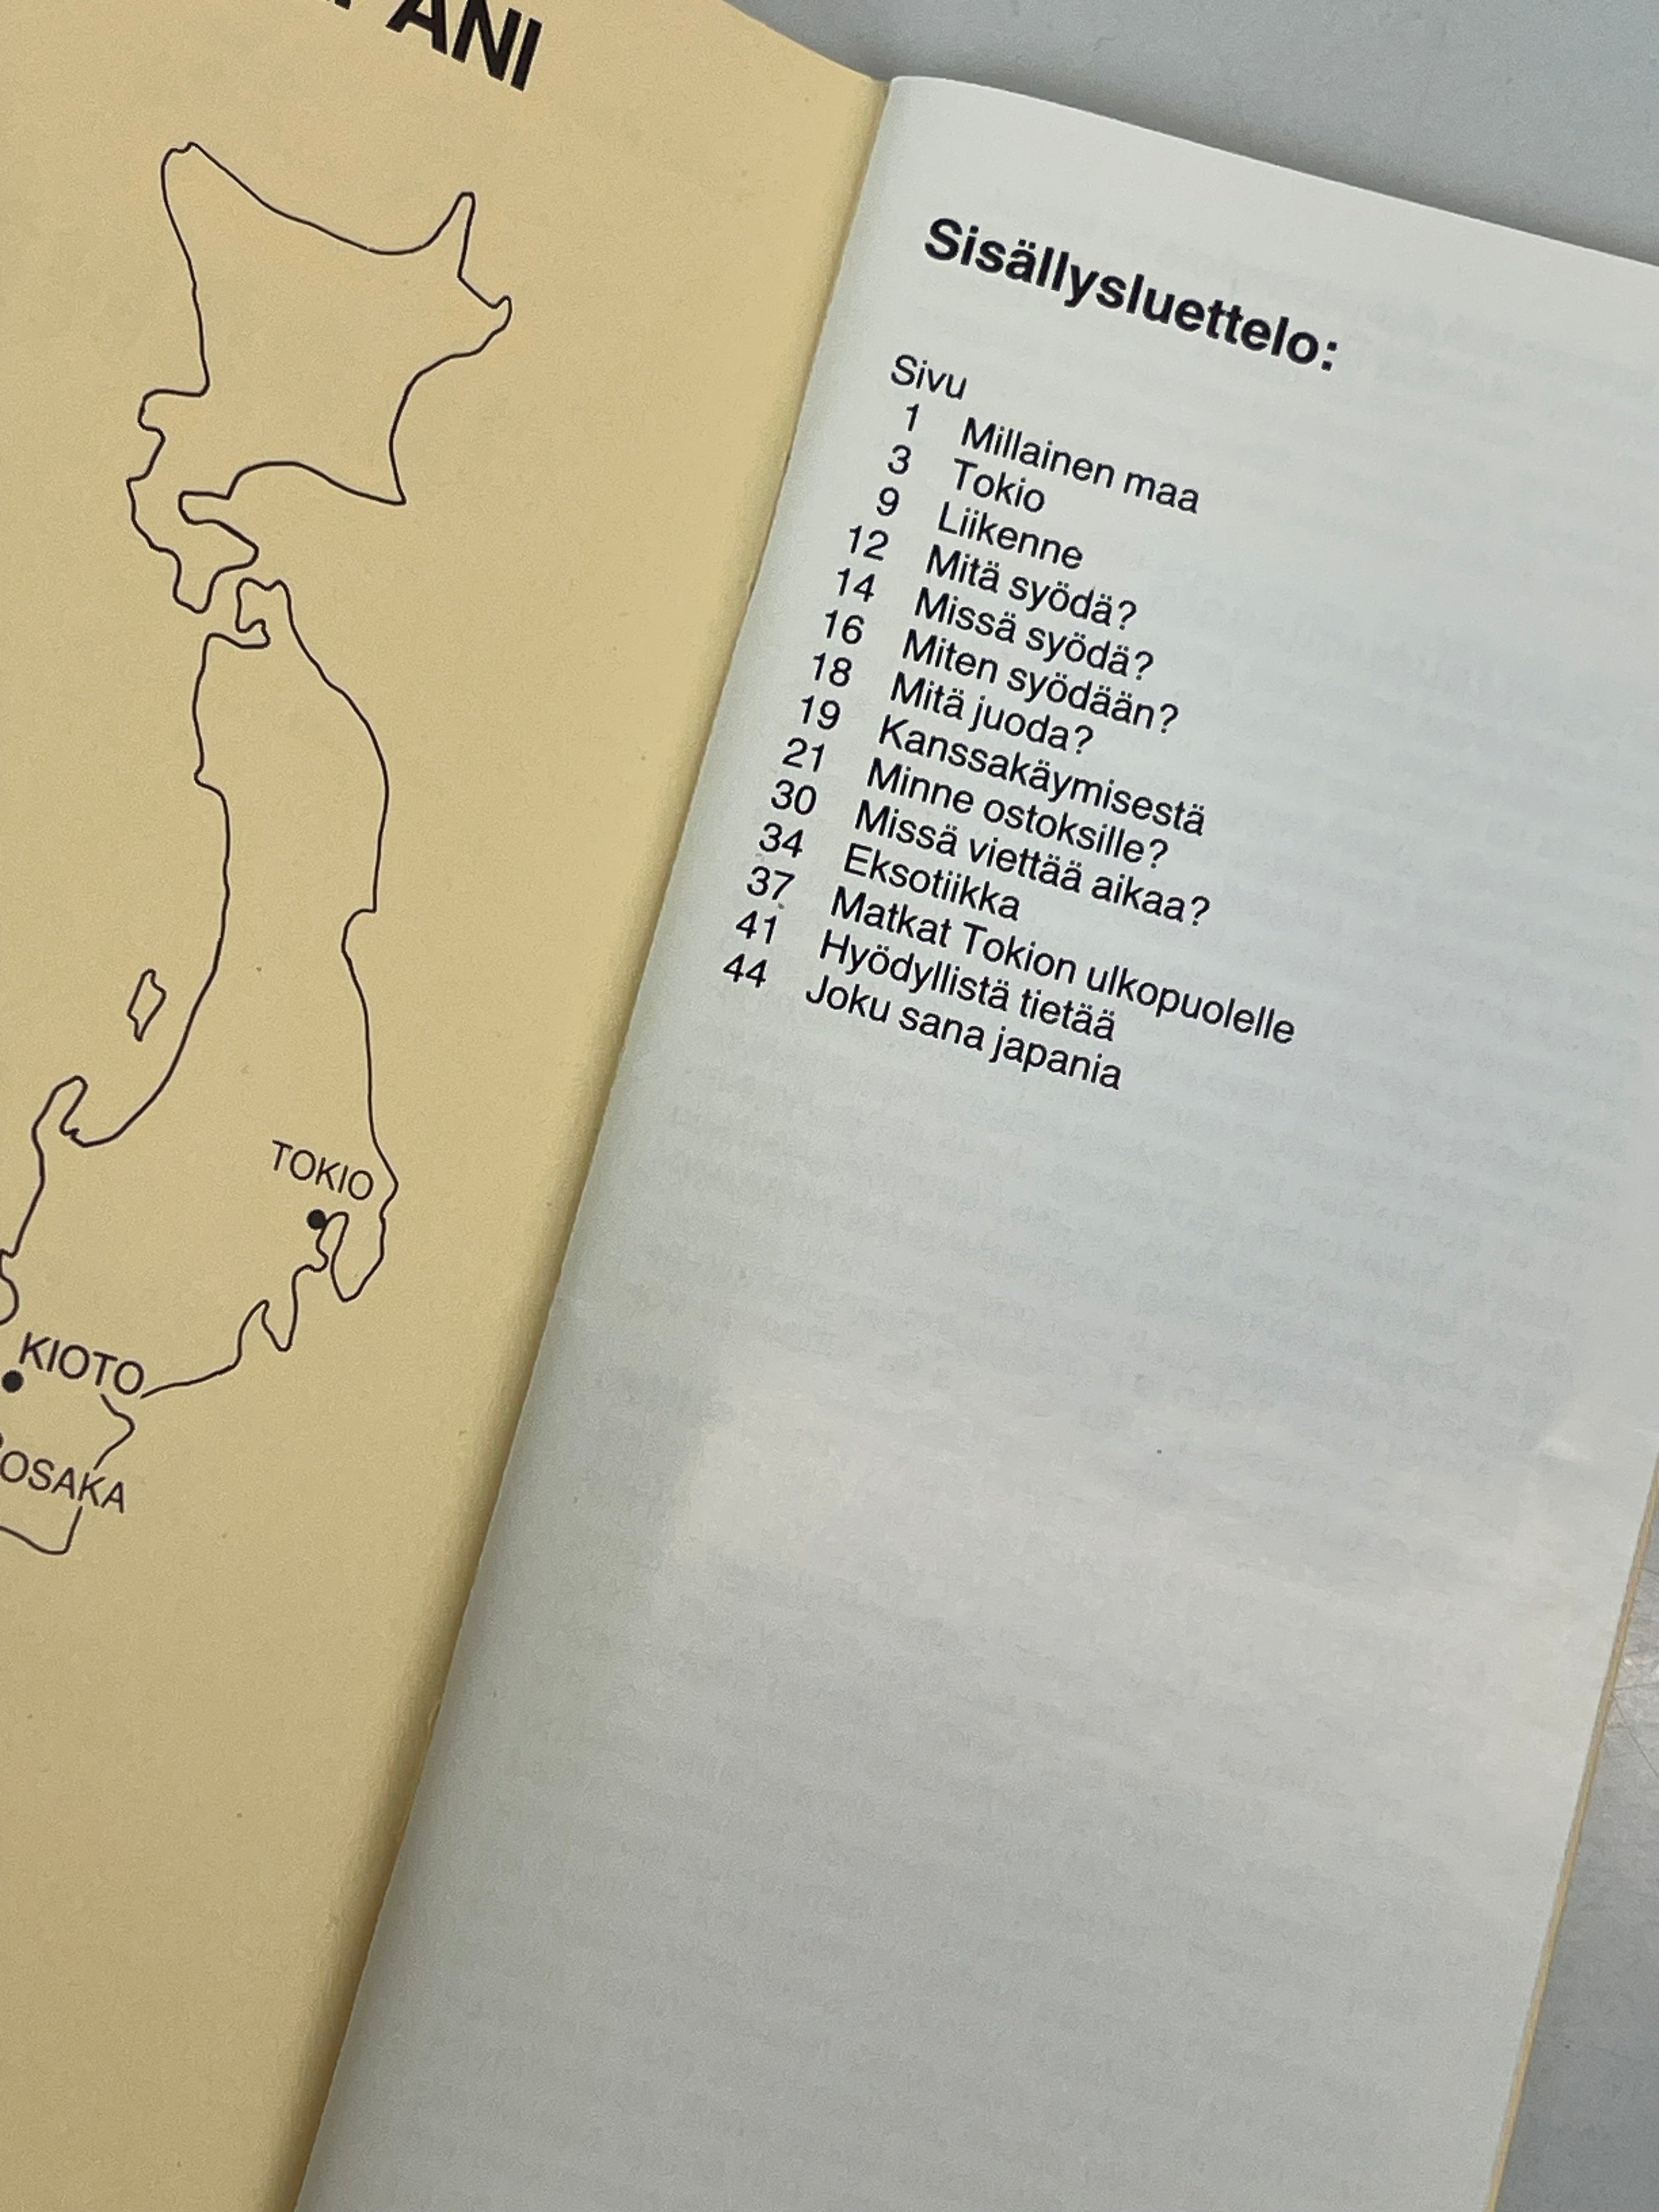 TOKIO
KIOTO
OSAKA
Sisällysluettelo:
Sivu
1 Millainen maa
3 Tokio
9 Liikenne
12 Mitä syödä?
14 Missä syödä?
16 Miten syödään?
18 Mitä juoda?
19 Kanssakäymisestä
21 Minne ostoksille?
30 Missä viettää aikaa?
34 Eksotiikka
37 Matkat Tokion ulkopuolelle
41 Hyödyllistä tietää
44 Joku sana japania